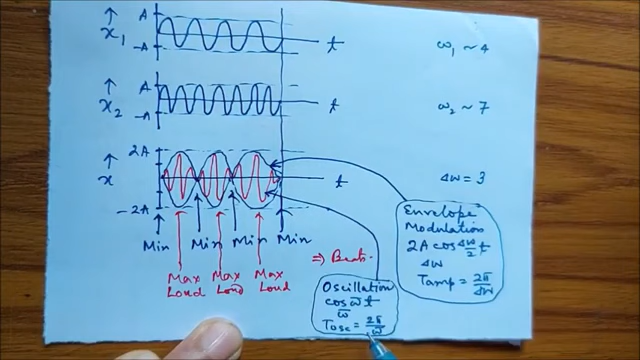 ↑ A
x₁
-A
t
ω₁ ~ 4
↑ A
x₂
-A
t
ω₂ ~ 7
↑ 2A
x
-2A
t
Δω = 3
Min Min Min Min
Max Max Max
Loud Loud Loud
⇒ Beats.
Oscillation
cos ω̅ t
ω̅
Tosc = 2π/ω̅
Envelope
Modulation
2A cos Δω/2 t
Δω
Tamp = 2π/Δω